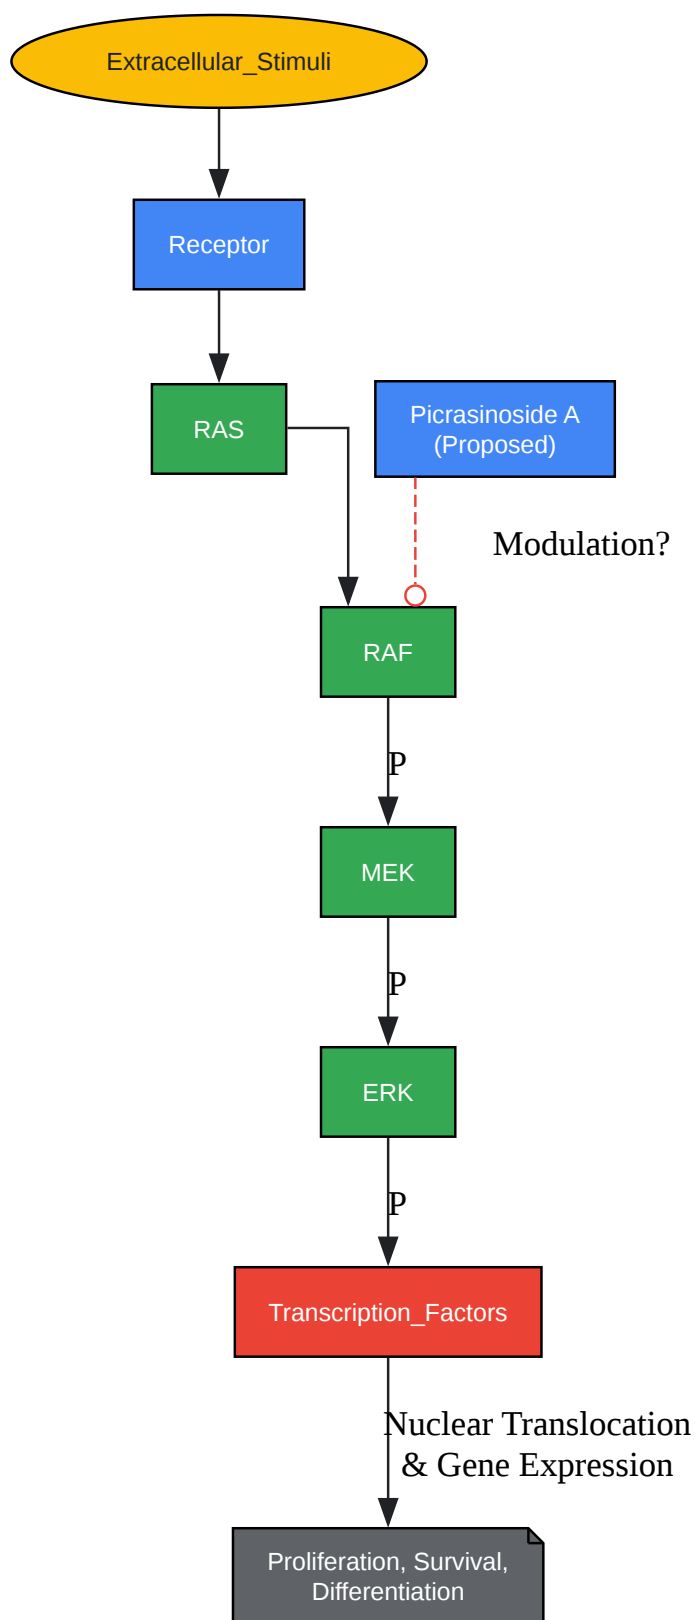 Extracellular_Stimuli
Receptor
RAS
Picrasinoside A
(Proposed)
Modulation?
RAF
P
MEK
P
ERK
P
Transcription_Factors
Nuclear Translocation
& Gene Expression
Proliferation, Survival,
Differentiation